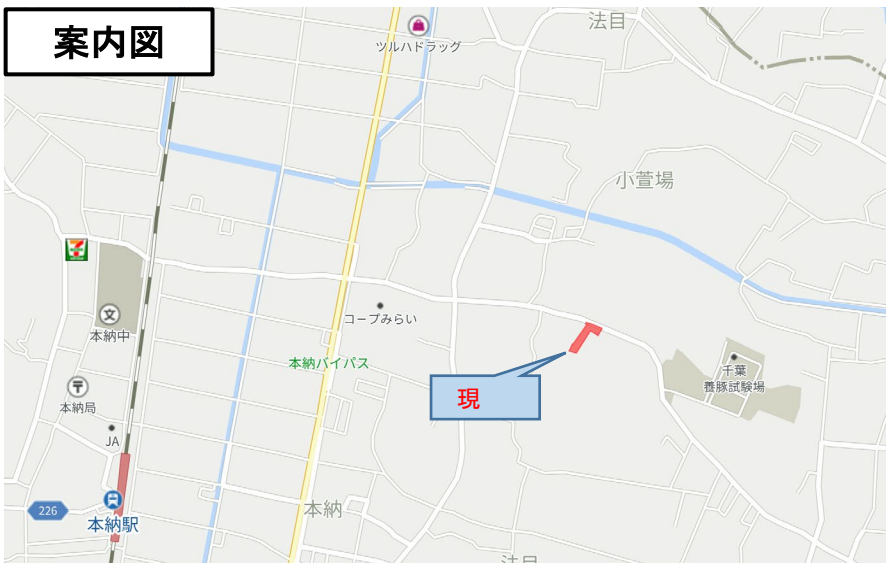 案内図
ツルハドラッグ
法目
小萱場
7
文
本納中
コープみらい
本納バイパス
現
千葉
養豚試験場
〒
本納局
JA
226
本納駅
本納
法目